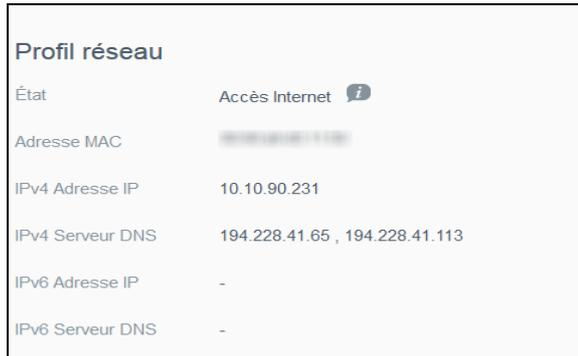 Profil réseau
État Accès Internet
Adresse MAC
IPv4 Adresse IP 10.10.90.231
IPv4 Serveur DNS 194.228.41.65 , 194.228.41.113
IPv6 Adresse IP -
IPv6 Serveur DNS -